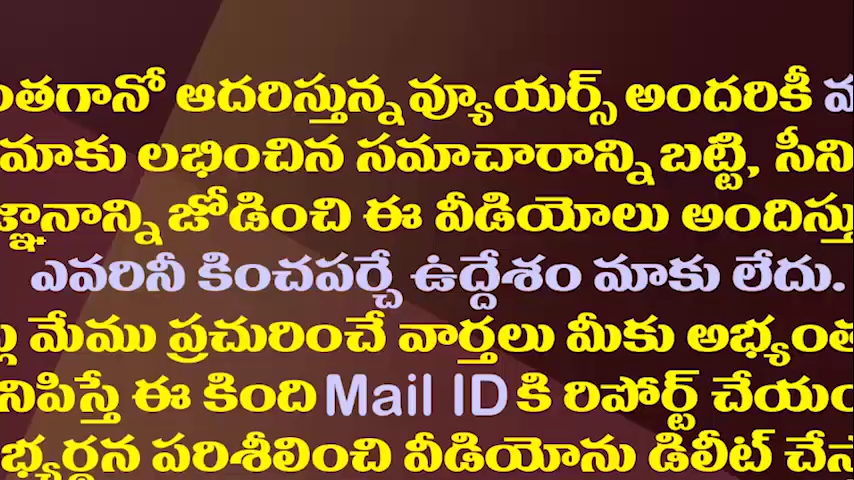 ంతగానో ఆదరిస్తున్న వ్యూయర్స్ అందరికీ
మాకు లభించిన సమాచారాన్ని బట్టి, సీని
జ్ఞానాన్ని జోడించి ఈ వీడియోలు అందిస్తు
ఎవరినీ కించపర్చే ఉద్దేశం మాకు లేదు.
మేము ప్రచురించే వార్తలు మీకు అభ్యంత
నిపిస్తే ఈ కింది Mail ID కి రిపోర్ట్ చేయం
భ్యర్థన పరిశీలించి వీడియోను డిలీట్ చేస